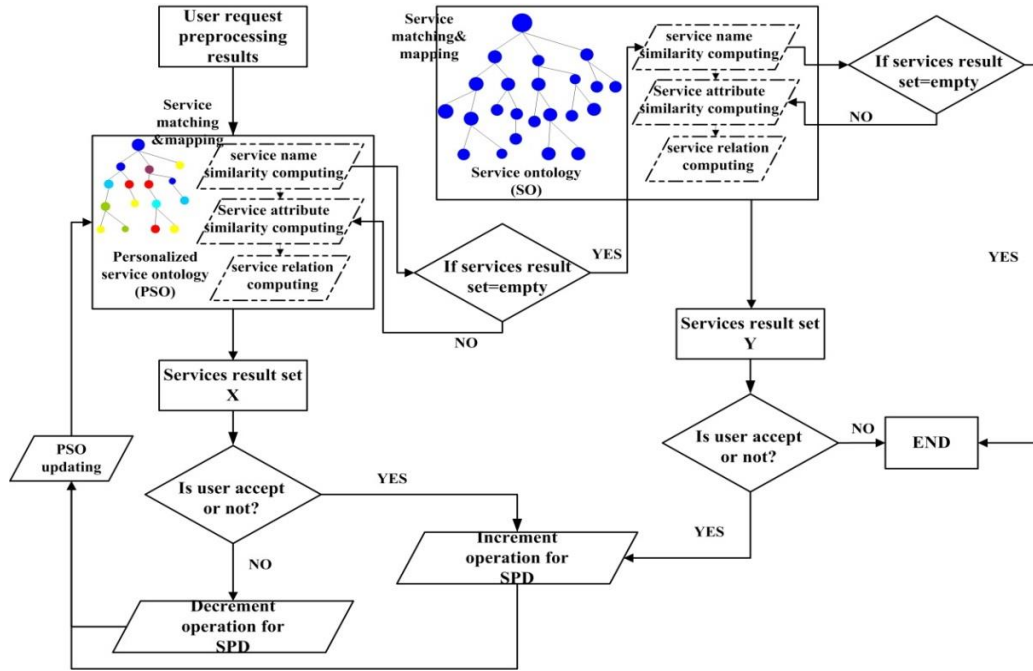 User request
preprocessing
results
Service
matching
&mapping
service name
similarity computing
Service attribute
similarity computing
service relation
computing
Personalized
service ontology
(PSO)
If services result
set=empty
YES
NO
Service
matching&
mapping
service name
similarity computing
Service attribute
similarity computing
service relation
computing
Service ontology
(SO)
If services result
set=empty
NO
YES
Services result set
X
Is user accept
or not?
YES
NO
PSO
updating
Decrement
operation for
SPD
Increment
operation for
SPD
Services result set
Y
Is user accept
or not?
NO
YES
END